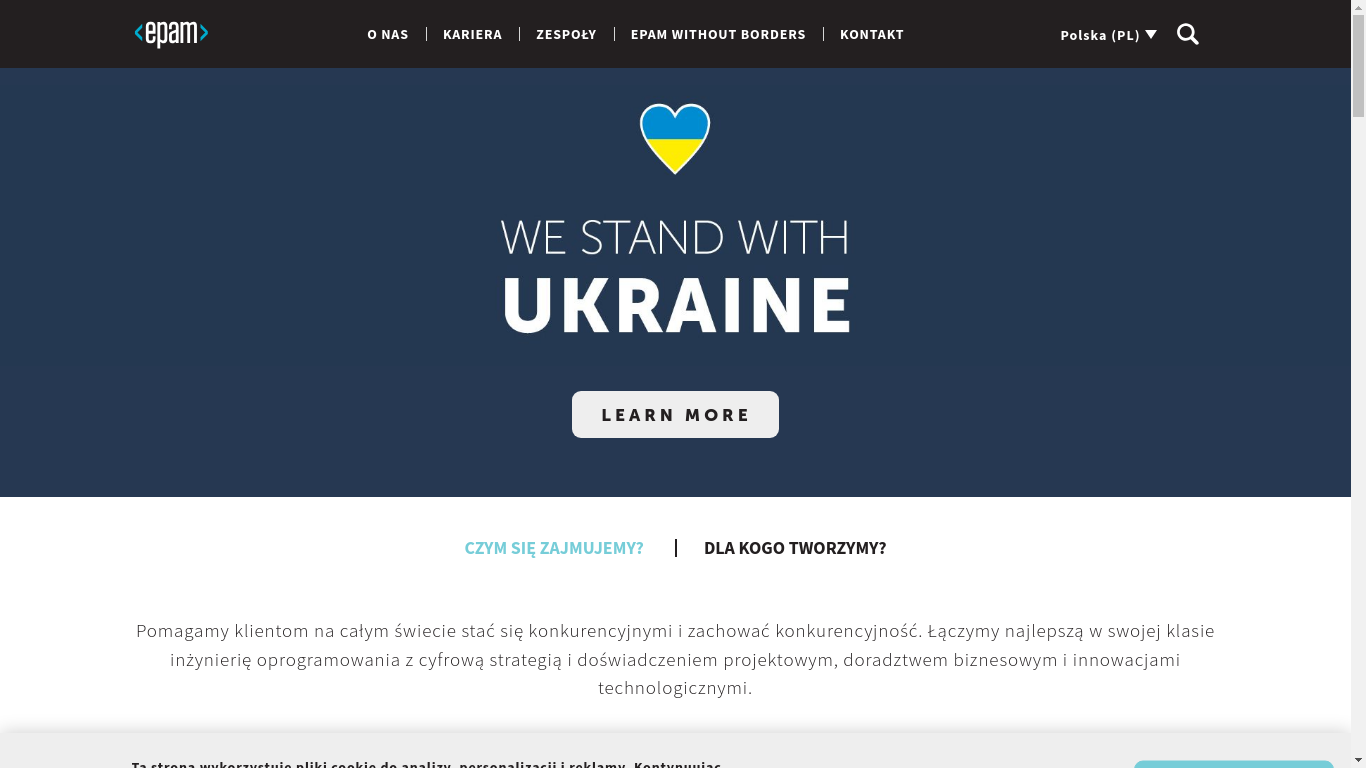 <epam>
O NAS
KARIERA
ZESPOŁY
EPAM WITHOUT BORDERS
KONTAKT
Polska (PL)
WE STAND WITH
UKRAINE
LEARN MORE
CZYM SIĘ ZAJMUJEMY?
DLA KOGO TWORZYMY?
Pomagamy klientom na całym świecie stać się konkurencyjnymi i zachować konkurencyjność. Łączymy najlepszą w swojej klasie
inżynierię oprogramowania z cyfrową strategią i doświadczeniem projektowym, doradztwem biznesowym i innowacjami
technologicznymi.
Ta strona wykorzystuje pliki cookie do analizy, personalizacji i reklamy. Kontynuując